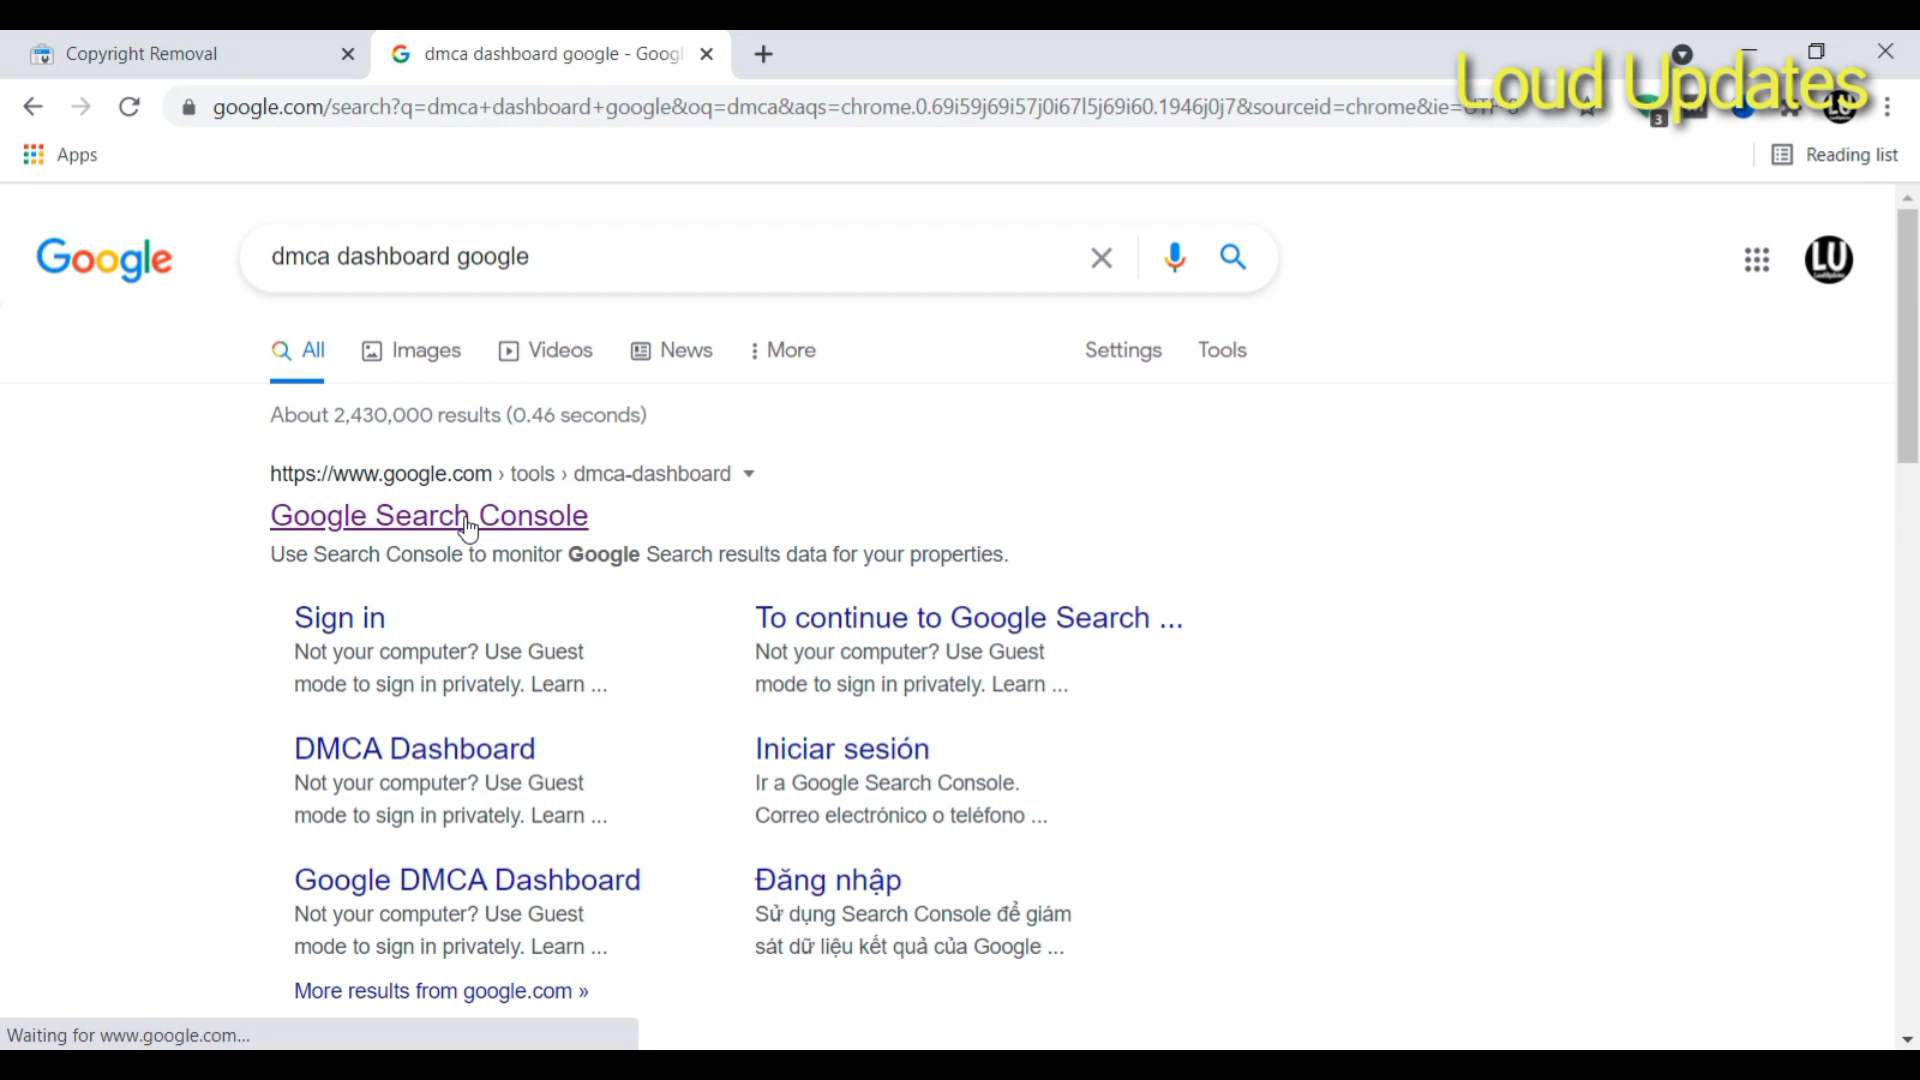 Copyright Removal
dmca dashboard google - Googl
Loud Updates
google.com/search?q=dmca+dashboard+google&oq=dmca&aqs=chrome.0.69i59j69i57j0i67l5j69i60.1946j0j7&sourceid=chrome&ie=UTF-8
3
Apps
Reading list
Google
dmca dashboard google
LU
All
Images
Videos
News
More
Settings
Tools
About 2,430,000 results (0.46 seconds)
https://www.google.com › tools › dmca-dashboard
Google Search Console
Use Search Console to monitor Google Search results data for your properties.
Sign in
Not your computer? Use Guest
mode to sign in privately. Learn ...
To continue to Google Search ...
Not your computer? Use Guest
mode to sign in privately. Learn ...
DMCA Dashboard
Not your computer? Use Guest
mode to sign in privately. Learn ...
Iniciar sesión
Ir a Google Search Console.
Correo electrónico o teléfono ...
Google DMCA Dashboard
Not your computer? Use Guest
mode to sign in privately. Learn ...
Đăng nhập
Sử dụng Search Console để giám
sát dữ liệu kết quả của Google ...
More results from google.com »
Waiting for www.google.com...